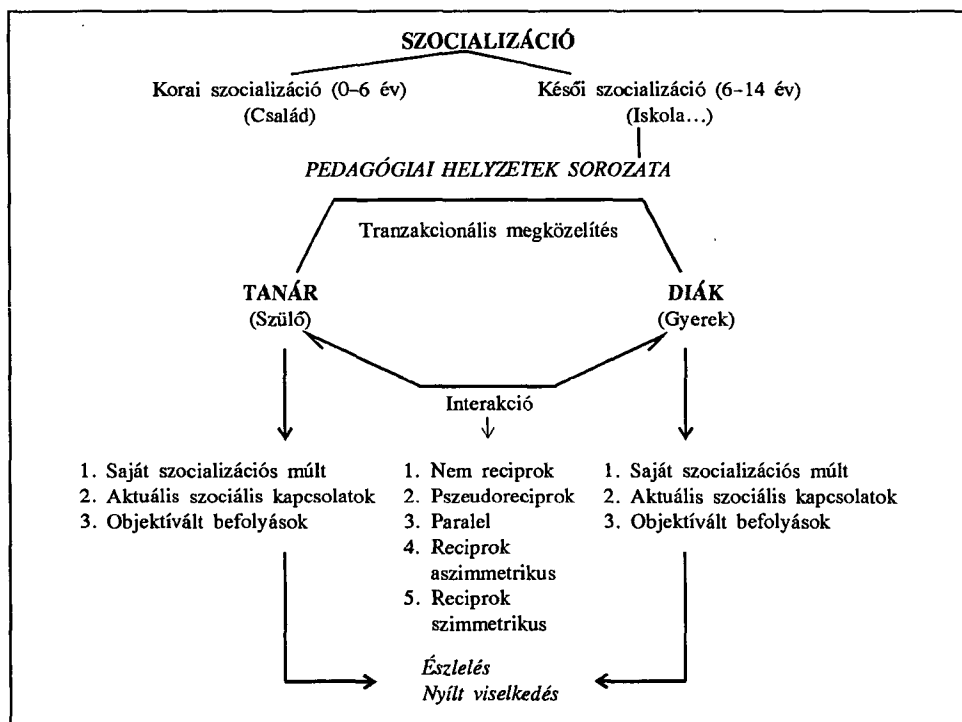 SZOCIALIZÁCIÓ
Korai szocializáció (0–6 év)
(Család)
Késői szocializáció (6–14 év)
(Iskola...)
PEDAGÓGIAI HELYZETEK SOROZATA
Tranzakcionális megközelítés
TANÁR
(Szülő)
DIÁK
(Gyerek)
Interakció
1. Saját szocializációs múlt
2. Aktuális szociális kapcsolatok
3. Objektívált befolyások
1. Nem reciprok
2. Pszeudoreciprok
3. Paralel
4. Reciprok
aszimmetrikus
5. Reciprok
szimmetrikus
1. Saját szocializációs múlt
2. Aktuális szociális kapcsolatok
3. Objektívált befolyások
Észlelés
Nyílt viselkedés